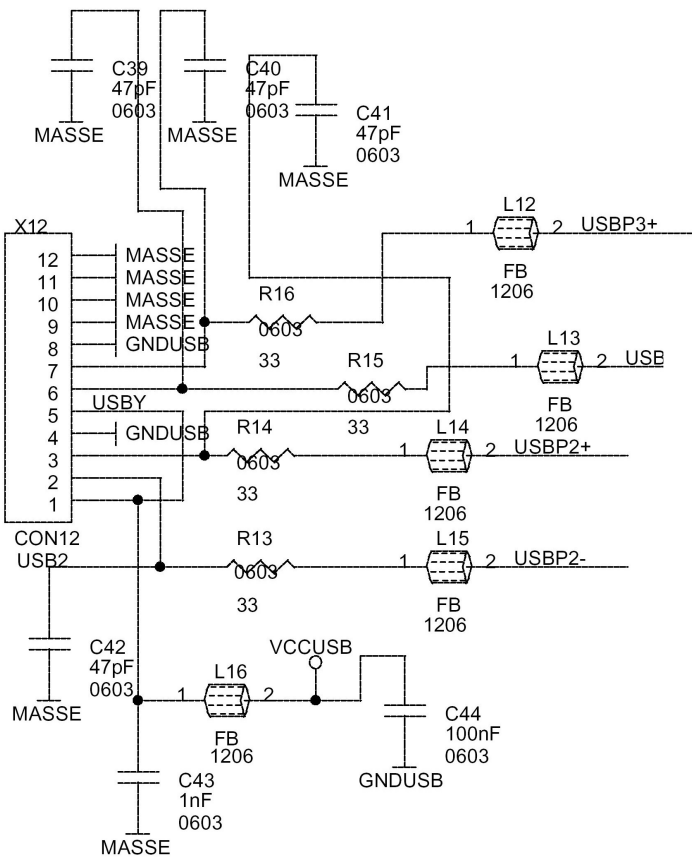 C39
47pF
0603
MASSE
C40
47pF
0603
MASSE
C41
47pF
0603
MASSE
X12
12
11
10
9
8
7
6
5
4
3
2
1
MASSE
MASSE
MASSE
MASSE
GNDUSB
USBY
GNDUSB
CON12
USB2
L12
1
2
USBP3+
FB
1206
R16
0603
33
L13
1
2
USB
FB
1206
R15
0603
33
R14
0603
33
L14
1
2
USBP2+
FB
1206
R13
0603
33
L15
1
2
USBP2-
FB
1206
C42
47pF
0603
MASSE
L16
1
2
FB
1206
VCCUSB
C44
100nF
0603
GNDUSB
C43
1nF
0603
MASSE